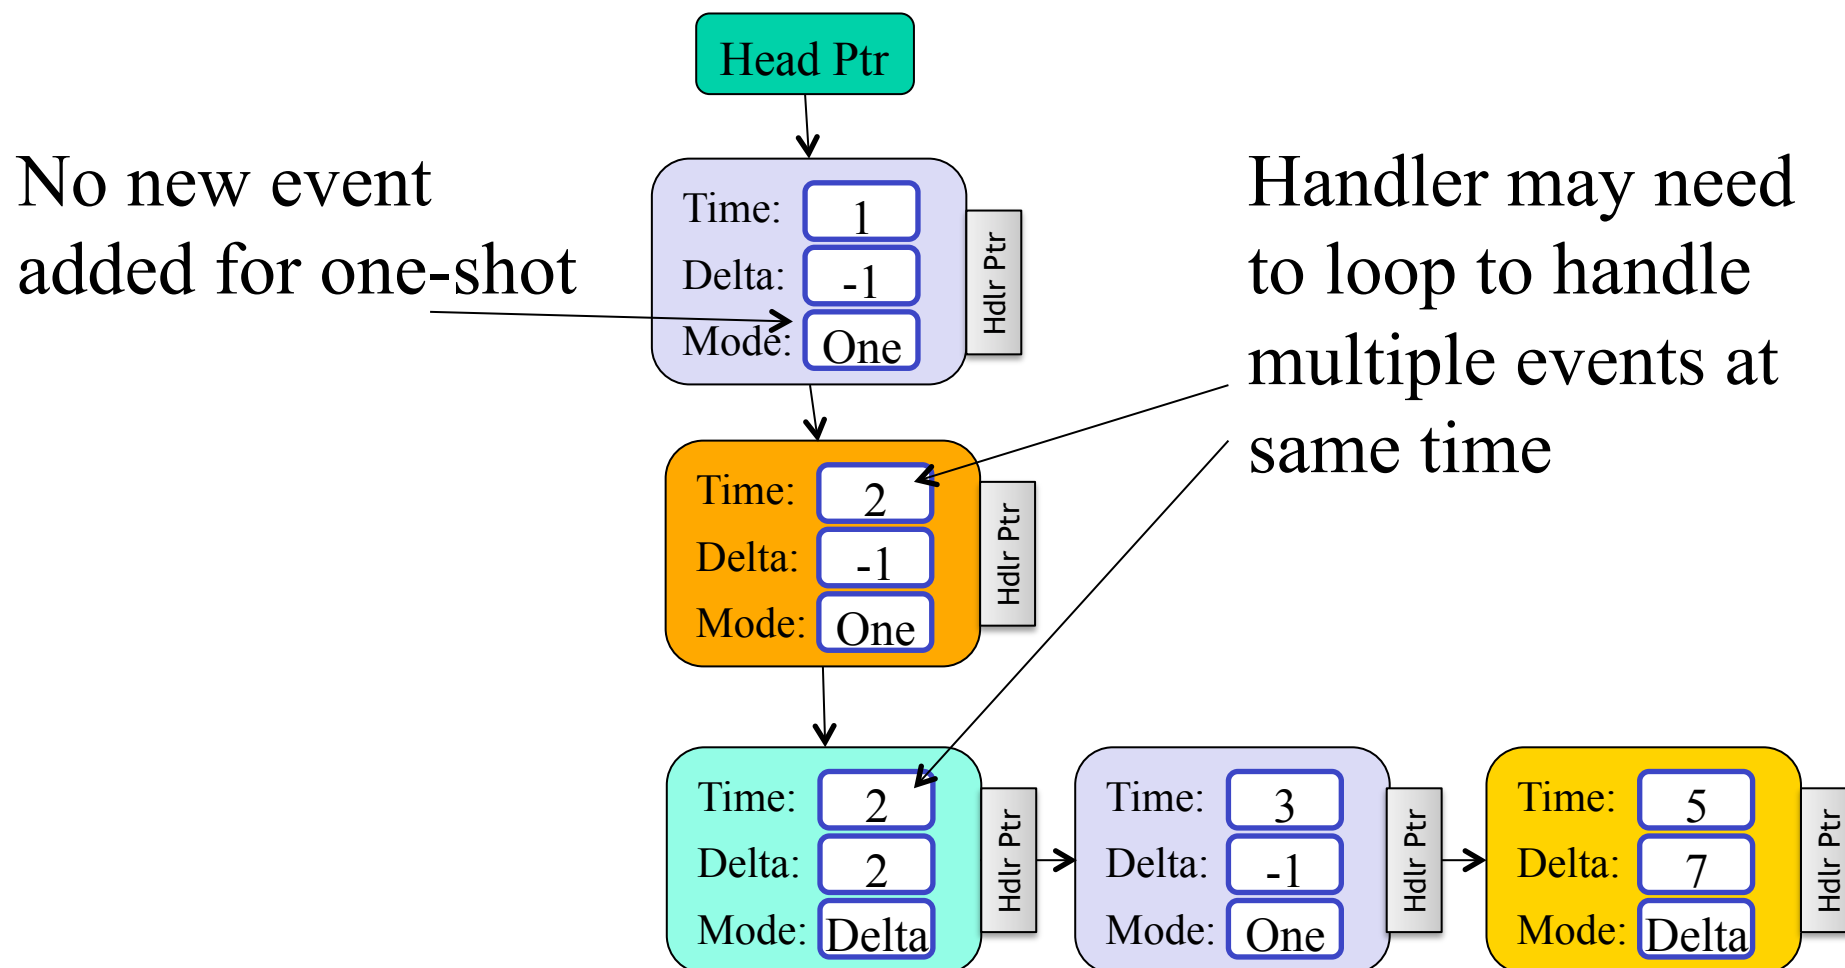 Head Ptr
No new event
added for one-shot
Time: 1
Delta: -1
Mode: One
Hdlr Ptr
Handler may need
to loop to handle
multiple events at
same time
Time: 2
Delta: -1
Mode: One
Hdlr Ptr
Time: 2
Delta: 2
Mode: Delta
Hdlr Ptr
Time: 3
Delta: -1
Mode: One
Hdlr Ptr
Time: 5
Delta: 7
Mode: Delta
Hdlr Ptr